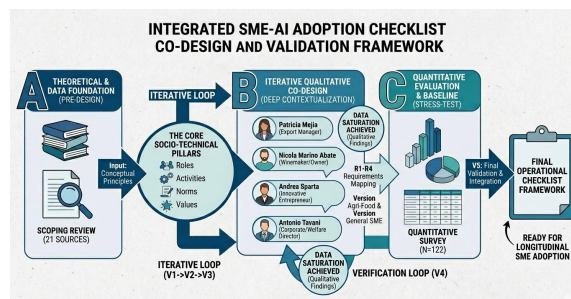 INTEGRATED SME-AI ADOPTION CHECKLIST
CO-DESIGN AND VALIDATION FRAMEWORK
A
THEORETICAL &
DATA FOUNDATION
(PRE-DESIGN)
SCOPING REVIEW
(21 SOURCES)
Input:
Conceptual
Principles
ITERATIVE LOOP
THE CORE
SOCIO-TECHNICAL
PILLARS
Roles
Activities
Norms
Values
ITERATIVE LOOP
(V1->V2->V3)
B
ITERATIVE QUALITATIVE
CO-DESIGN
(DEEP CONTEXTUALIZATION)
Patricia Mejia
(Export Manager)
Nicola Marino Abate
(Winemaker/Owner)
Andrea Sparta
(Innovative
Entrepreneur)
Antonio Tavani
(Corporate/Welfare
Director)
DATA
SATURATION
ACHIEVED
(Qualitative
Findings)
R1-R4
Requirements
Mapping
Version
Agri-Food &
Version
General SME
DATA
SATURATION
ACHIEVED
(Qualitative
Findings)
VERIFICATION LOOP (V4)
C
QUANTITATIVE
EVALUATION
& BASELINE
(STRESS-TEST)
QUANTITATIVE
SURVEY
(N=122)
V5: Final
Validation &
Integration
FINAL
OPERATIONAL
CHECKLIST
FRAMEWORK
READY FOR
LONGITUDINAL
SME ADOPTION